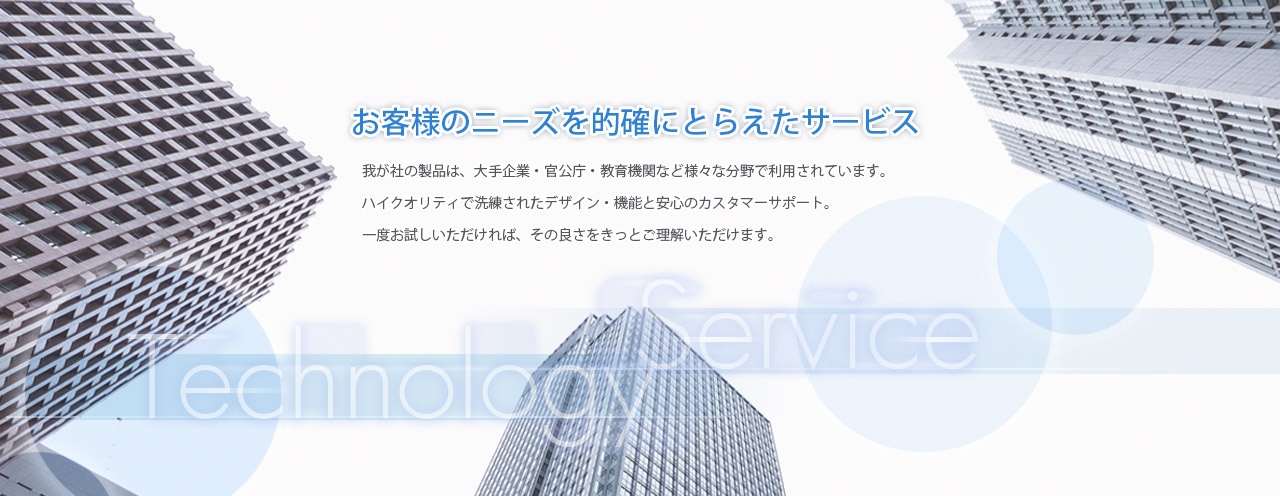 お客様のニーズを的確にとらえたサービス
我が社の製品は、大手企業・官公庁・教育機関など様々な分野で利用されています。
ハイクオリティで洗練されたデザイン・機能と安心のカスタマーサポート。
一度お試しいただければ、その良さをきっとご理解いただけます。
Service
Technology